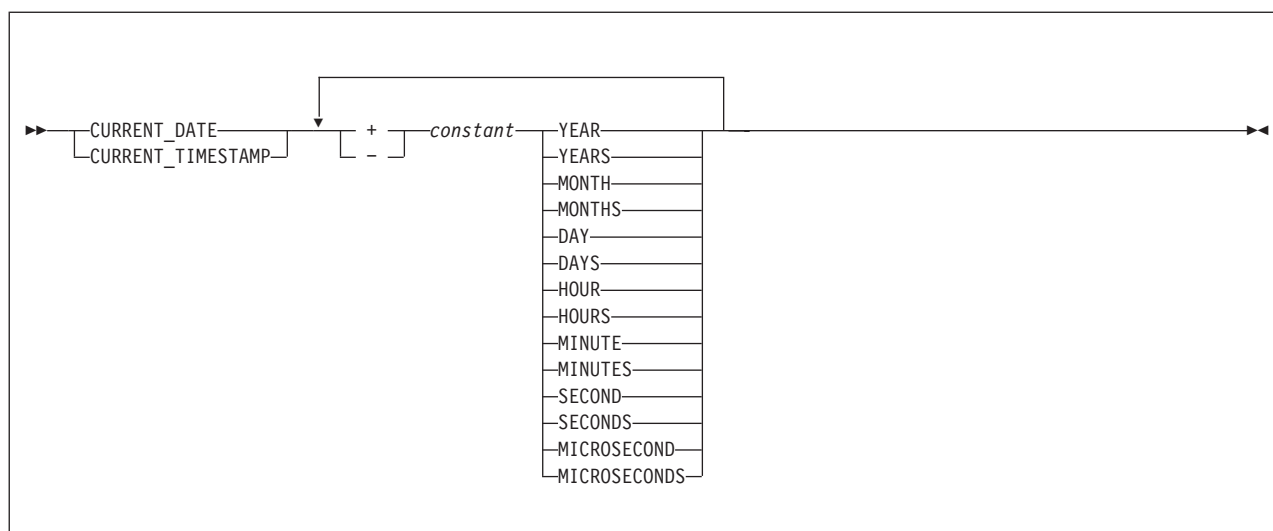 CURRENT_DATE + constant YEAR
CURRENT_TIMESTAMP − YEARS
MONTH
MONTHS
DAY
DAYS
HOUR
HOURS
MINUTE
MINUTES
SECOND
SECONDS
MICROSECOND
MICROSECONDS